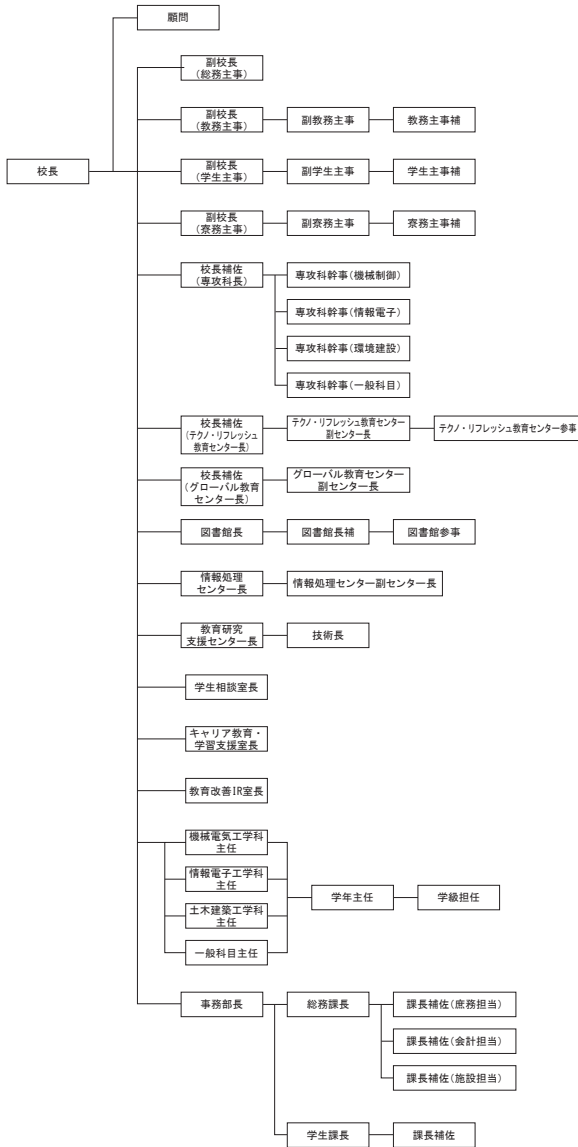 顧問
副校長
(総務主事)
副校長
(教務主事)
副教務主事
教務主事補
校長
副校長
(学生主事)
副学生主事
学生主事補
副校長
(寮務主事)
副寮務主事
寮務主事補
校長補佐
(専攻科長)
専攻科幹事(機械制御)
専攻科幹事(情報電子)
専攻科幹事(環境建設)
専攻科幹事(一般科目)
校長補佐
(テクノ・リフレッシュ
教育センター長)
テクノ・リフレッシュ教育センター
副センター長
テクノ・リフレッシュ教育センター参事
校長補佐
(グローバル教育
センター長)
グローバル教育センター
副センター長
図書館長
図書館長補
図書館参事
情報処理
センター長
情報処理センター副センター長
教育研究
支援センター長
技術長
学生相談室長
キャリア教育・
学習支援室長
教育改善IR室長
機械電気工学科
主任
情報電子工学科
主任
土木建築工学科
主任
一般科目主任
学年主任
学級担任
事務部長
総務課長
課長補佐(庶務担当)
課長補佐(会計担当)
課長補佐(施設担当)
学生課長
課長補佐